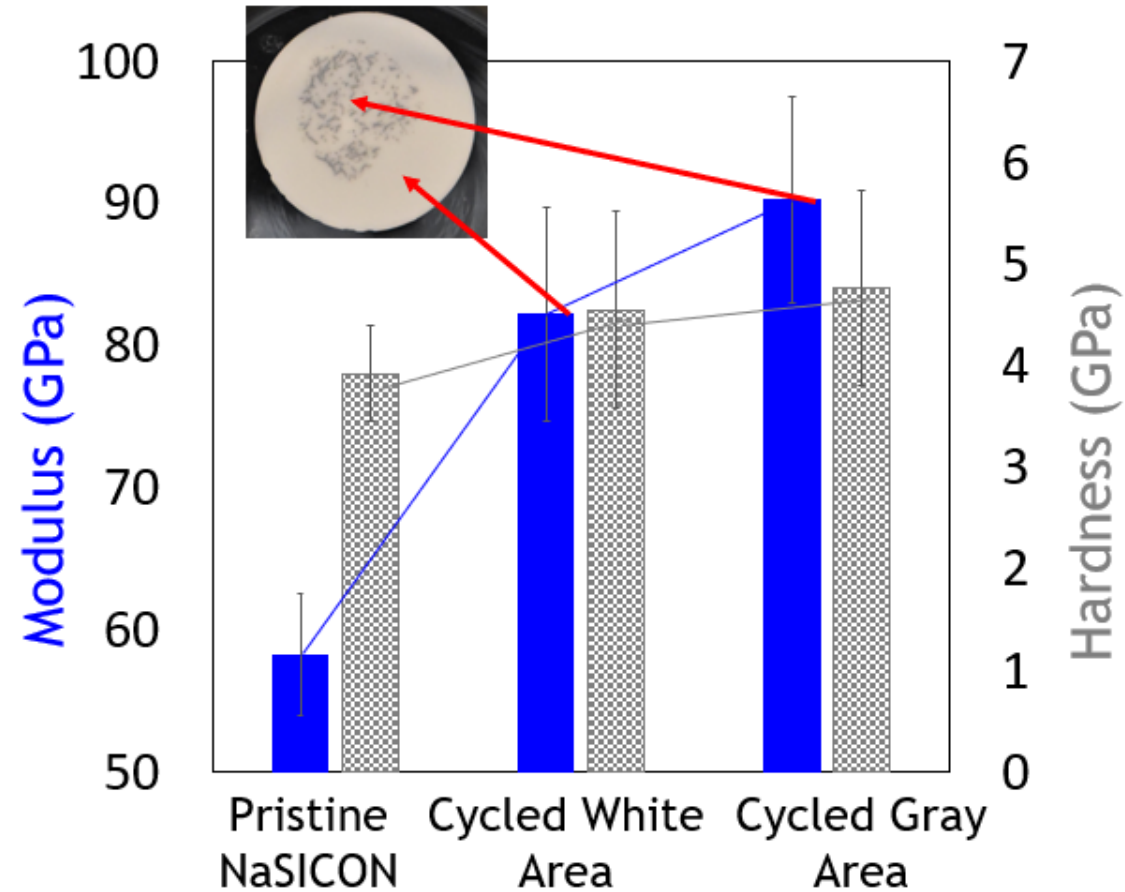 100
90
80
70
60
50
Modulus (GPa)
7
6
5
4
3
2
1
0
Hardness (GPa)
Pristine
NaSICON
Cycled White
Area
Cycled Gray
Area